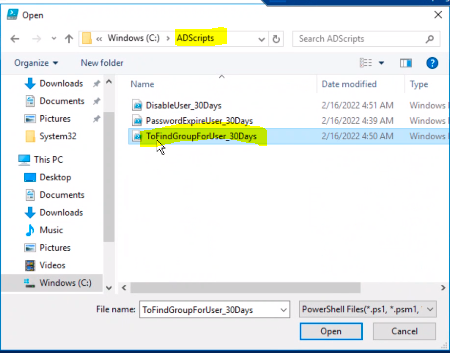 Open
Windows (C:) > ADScripts
Search ADScripts
Organize
New folder
Downloads
Documents
Pictures
System32
This PC
Desktop
Documents
Downloads
Music
Pictures
Videos
Windows (C:)
Name
Date modified
Type
DisableUser_30Days
2/16/2022 4:51 AM
Windows
PasswordExpireUser_30Days
2/16/2022 4:39 AM
Windows
ToFindGroupForUser_30Days
2/16/2022 4:50 AM
Windows
File name:
ToFindGroupForUser_30Days
PowerShell Files(*.ps1, *.psm1,
Open
Cancel